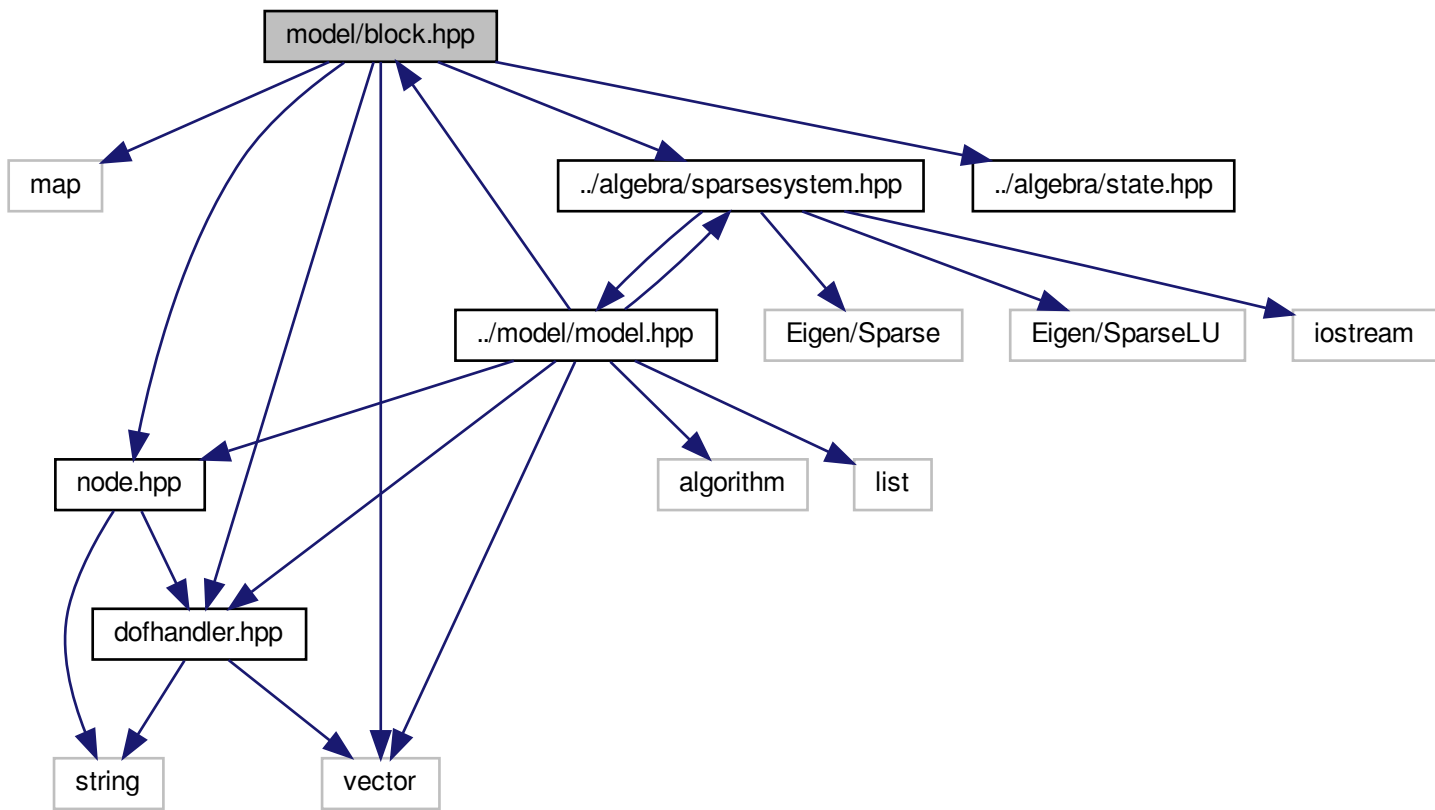 model/block.hpp
map
../algebra/sparsesystem.hpp
../algebra/state.hpp
../model/model.hpp
Eigen/Sparse
Eigen/SparseLU
iostream
node.hpp
algorithm
list
dofhandler.hpp
string
vector